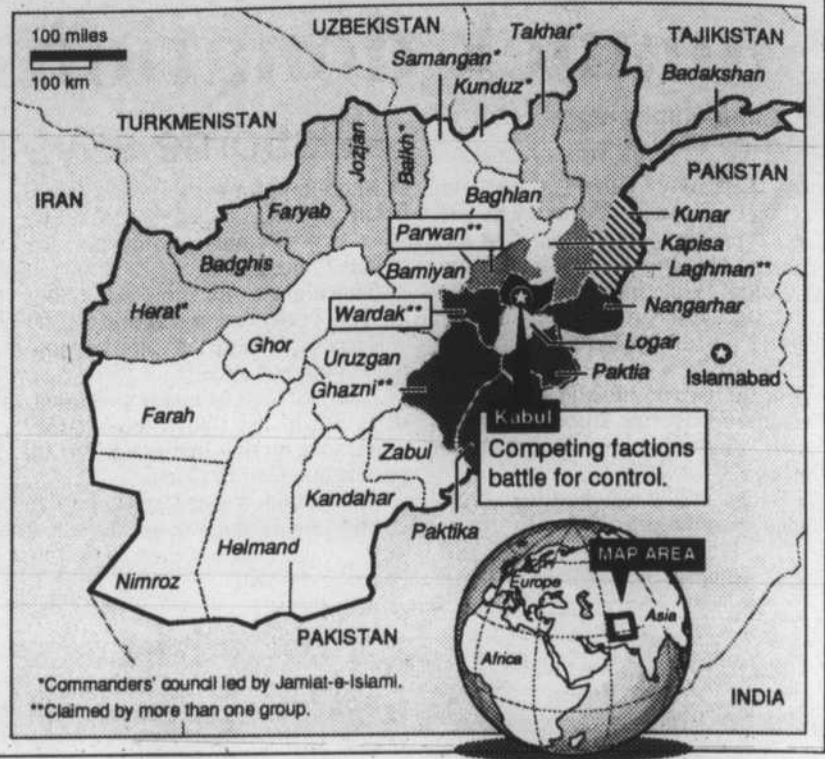 100 miles
100 km
UZBEKISTAN
Samangan*
Takhar*
Kunduz*
TAJIKISTAN
Badakshan
TURKMENISTAN
Jozjan
Balkh*
PAKISTAN
IRAN
Faryab
Baghlan
Kunar
Parwan**
Kapisa
Badghis
Bamiyan
Laghman**
Herat*
Wardak**
Nangarhar
Ghor
Logar
Uruzgan
Paktia
Islamabad
Ghazni**
Farah
Kabul
Competing factions
battle for control.
Zabul
Kandahar
Paktika
Helmand
MAP AREA
Nimroz
Europe
Asia
Africa
PAKISTAN
*Commanders' council led by Jamiat-e-Islami.
**Claimed by more than one group.
INDIA